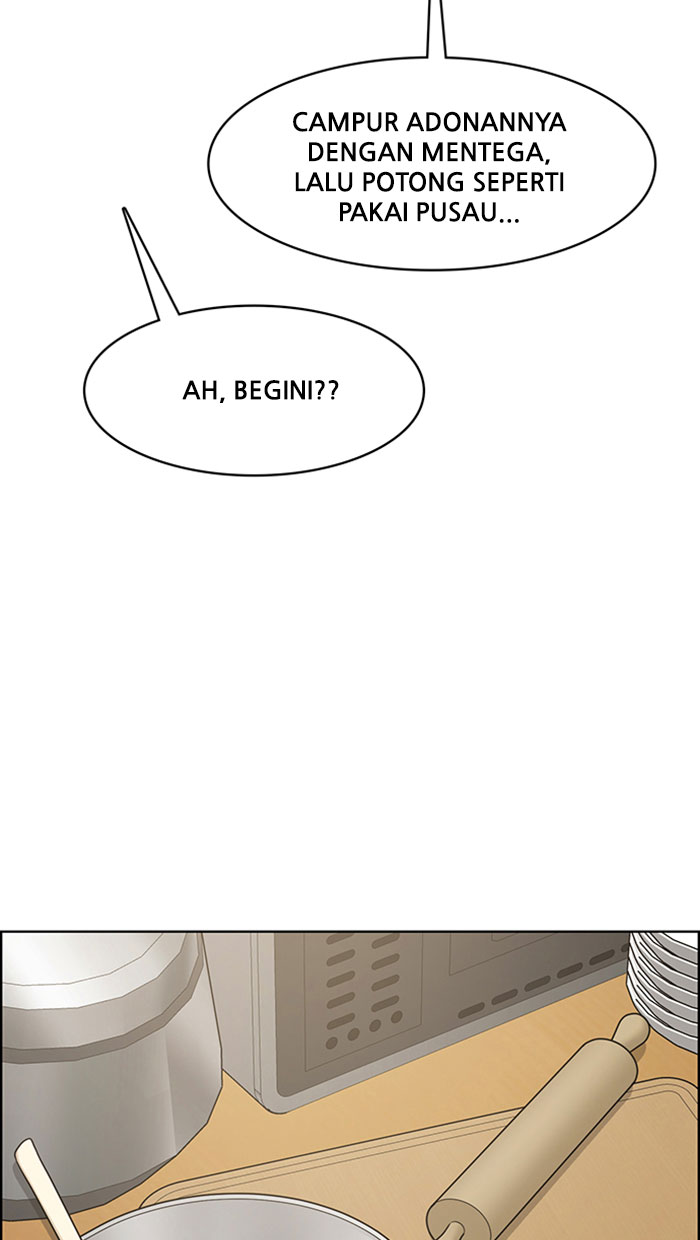 CAMPUR ADONANNYA
DENGAN MENTEGA,
LALU POTONG SEPERTI
PAKAI PUSAU...
AH, BEGINI??